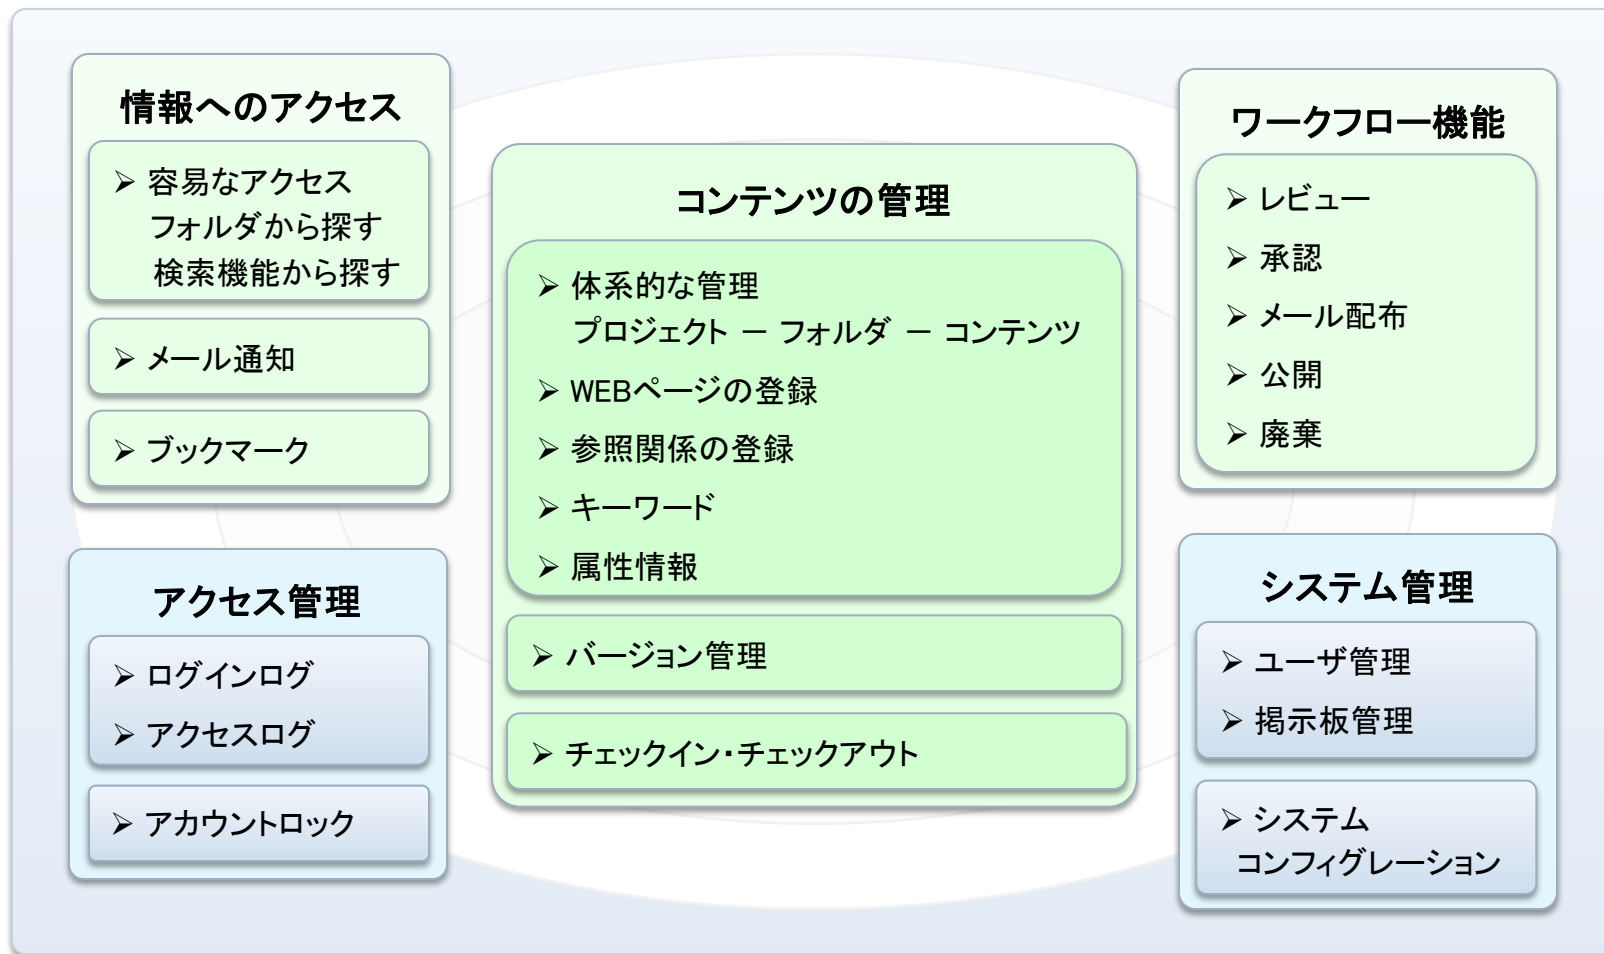 情報へのアクセス
➢ 容易なアクセス
フォルダから探す
検索機能から探す
➢ メール通知
➢ ブックマーク
アクセス管理
➢ ログインログ
➢ アクセスログ
➢ アカウントロック
コンテンツの管理
➢ 体系的な管理
プロジェクト － フォルダ － コンテンツ
➢ WEBページの登録
➢ 参照関係の登録
➢ キーワード
➢ 属性情報
➢ バージョン管理
➢ チェックイン・チェックアウト
ワークフロー機能
➢ レビュー
➢ 承認
➢ メール配布
➢ 公開
➢ 廃棄
システム管理
➢ ユーザ管理
➢ 掲示板管理
➢ システム
コンフィグレーション